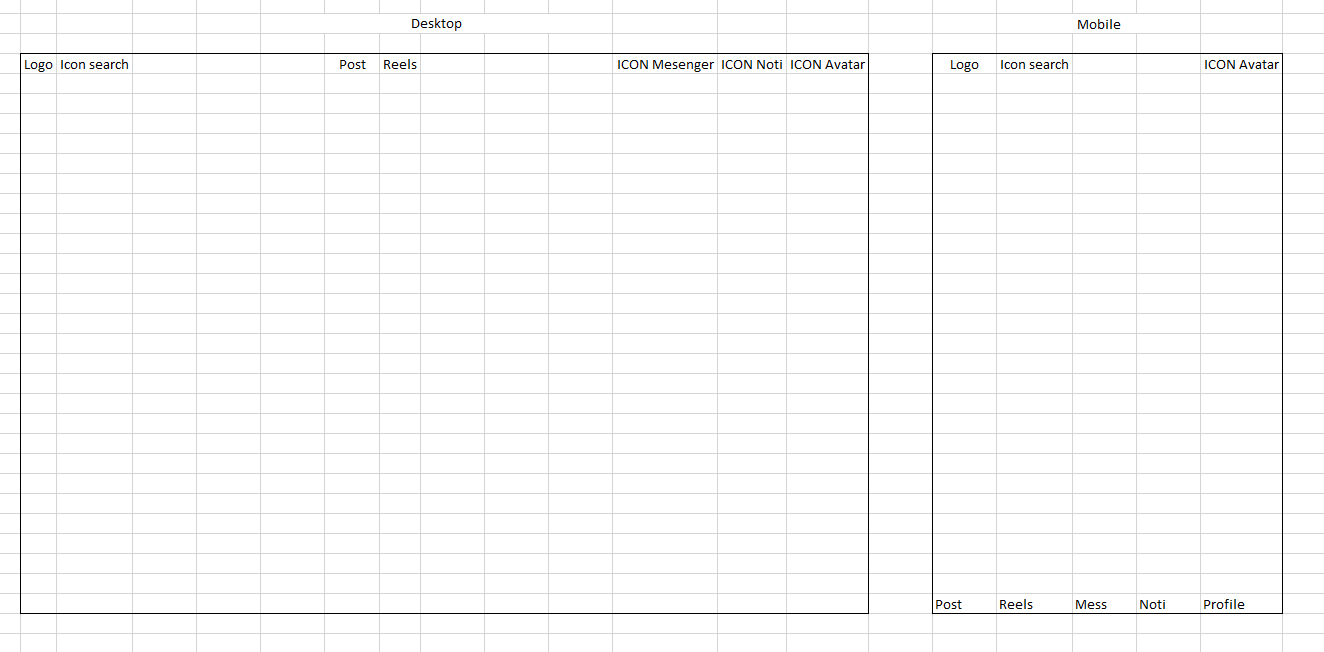 Desktop
Mobile
Logo Icon search Post Reels ICON Mesenger ICON Noti ICON Avatar
Logo Icon search ICON Avatar
Post Reels Mess Noti Profile